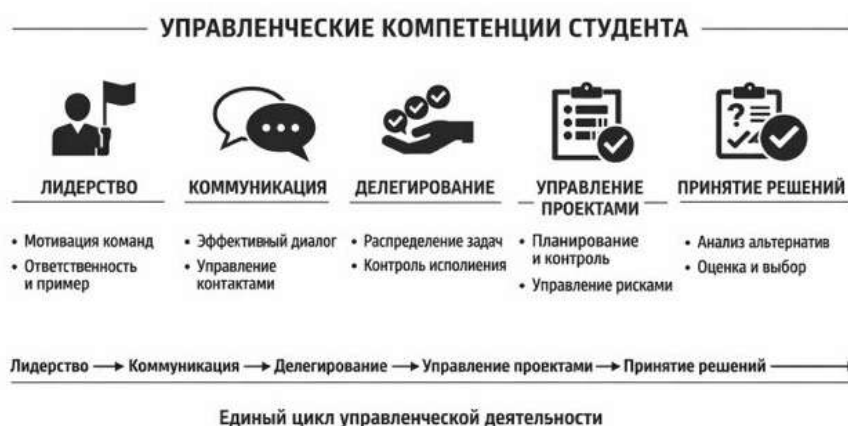 УПРАВЛЕНЧЕСКИЕ КОМПЕТЕНЦИИ СТУДЕНТА
ЛИДЕРСТВО
• Мотивация команд
• Ответственность
и пример
КОММУНИКАЦИЯ
• Эффективный диалог
• Управление
контактами
ДЕЛЕГИРОВАНИЕ
• Распределение задач
• Контроль исполиения
УПРАВЛЕНИЕ
ПРОЕКТАМИ
• Планирование
и контроль
• Управление рисками
ПРИНЯТИЕ РЕШЕНИЙ
• Анализ альтернатив
• Оценка и выбор
Лидерство → Коммуникация → Делегирование → Управление проектами → Принятие решений →
Единый цикл управленческой деятельности